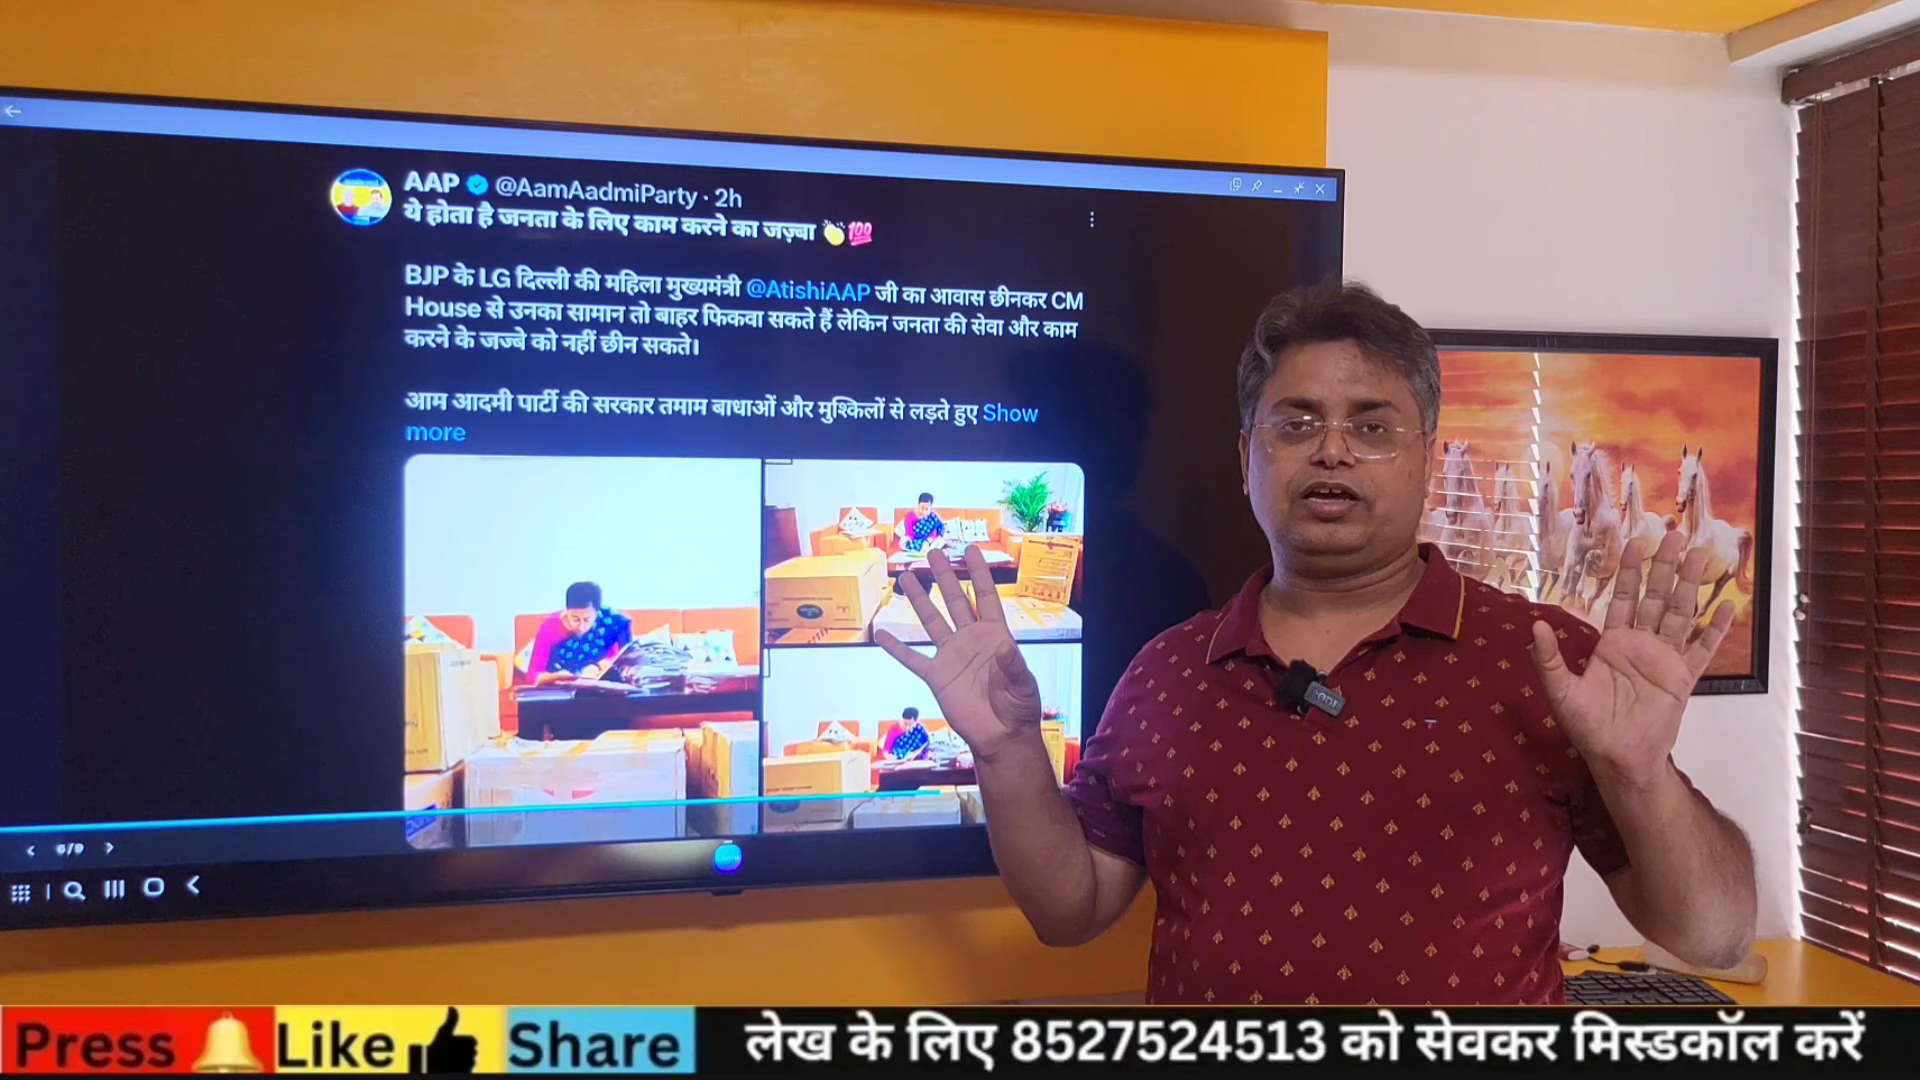 AAP @AamAadmiParty · 2h
ये होता है जनता के लिए काम करने का जज़्बा 👏💯
BJP के LG दिल्ली की महिला मुख्यमंत्री @AtishiAAP जी का आवास छीनकर CM
House से उनका सामान तो बाहर फिकवा सकते हैं लेकिन जनता की सेवा और काम
करने के जज्बे को नहीं छीन सकते।
आम आदमी पार्टी की सरकार तमाम बाधाओं और मुश्किलों से लड़ते हुए Show
more
Press Like Share लेख के लिए 8527524513 को सेवकर मिस्डकॉल करें